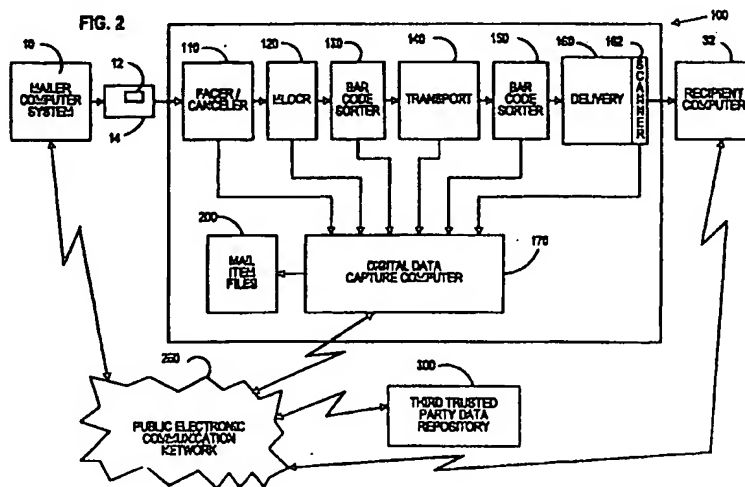 FIG. 2
100
10
12
110
120
130
140
150
160
162
32
MAILER
COMPUTER
SYSTEM
14
FACER /
CANCELER
MLOCR
BAR
CODE
SORTER
TRANSPORT
BAR
CODE
SORTER
DELIVERY
SCANNER
RECIPIENT
COMPUTER
200
MAIL
ITEM
FILES
DIGITAL DATA
CAPTURE COMPUTER
170
250
PUBLIC ELECTRONIC
COMMUNICATION
NETWORK
300
THIRD TRUSTED
PARTY DATA
REPOSITORY